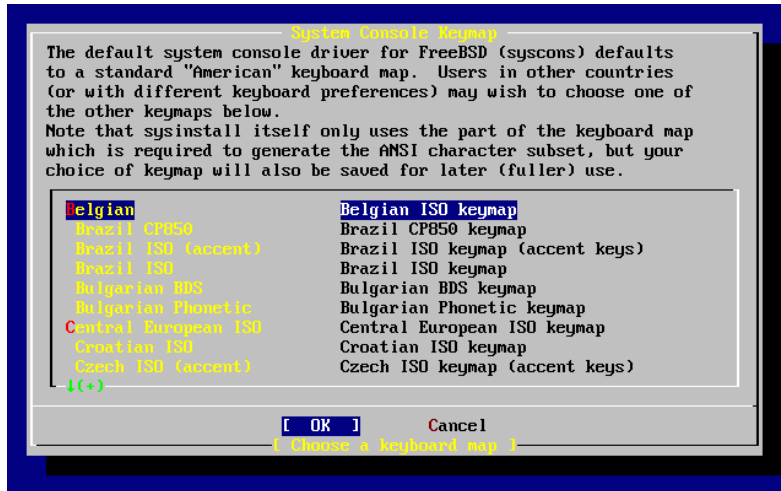 System Console Keymap
The default system console driver for FreeBSD (syscons) defaults
to a standard "American" keyboard map.  Users in other countries
(or with different keyboard preferences) may wish to choose one of
the other keymaps below.
Note that sysinstall itself only uses the part of the keyboard map
which is required to generate the ANSI character subset, but your
choice of keymap will also be saved for later (fuller) use.
Belgian Belgian ISO keymap
Brazil CP850 Brazil CP850 keymap
Brazil ISO (accent) Brazil ISO keymap (accent keys)
Brazil ISO Brazil ISO keymap
Bulgarian BDS Bulgarian BDS keymap
Bulgarian Phonetic Bulgarian Phonetic keymap
Central European ISO Central European ISO keymap
Croatian ISO Croatian ISO keymap
Czech ISO (accent) Czech ISO keymap (accent keys)
↓(+)
[ OK ] Cancel
[ Choose a keyboard map ]